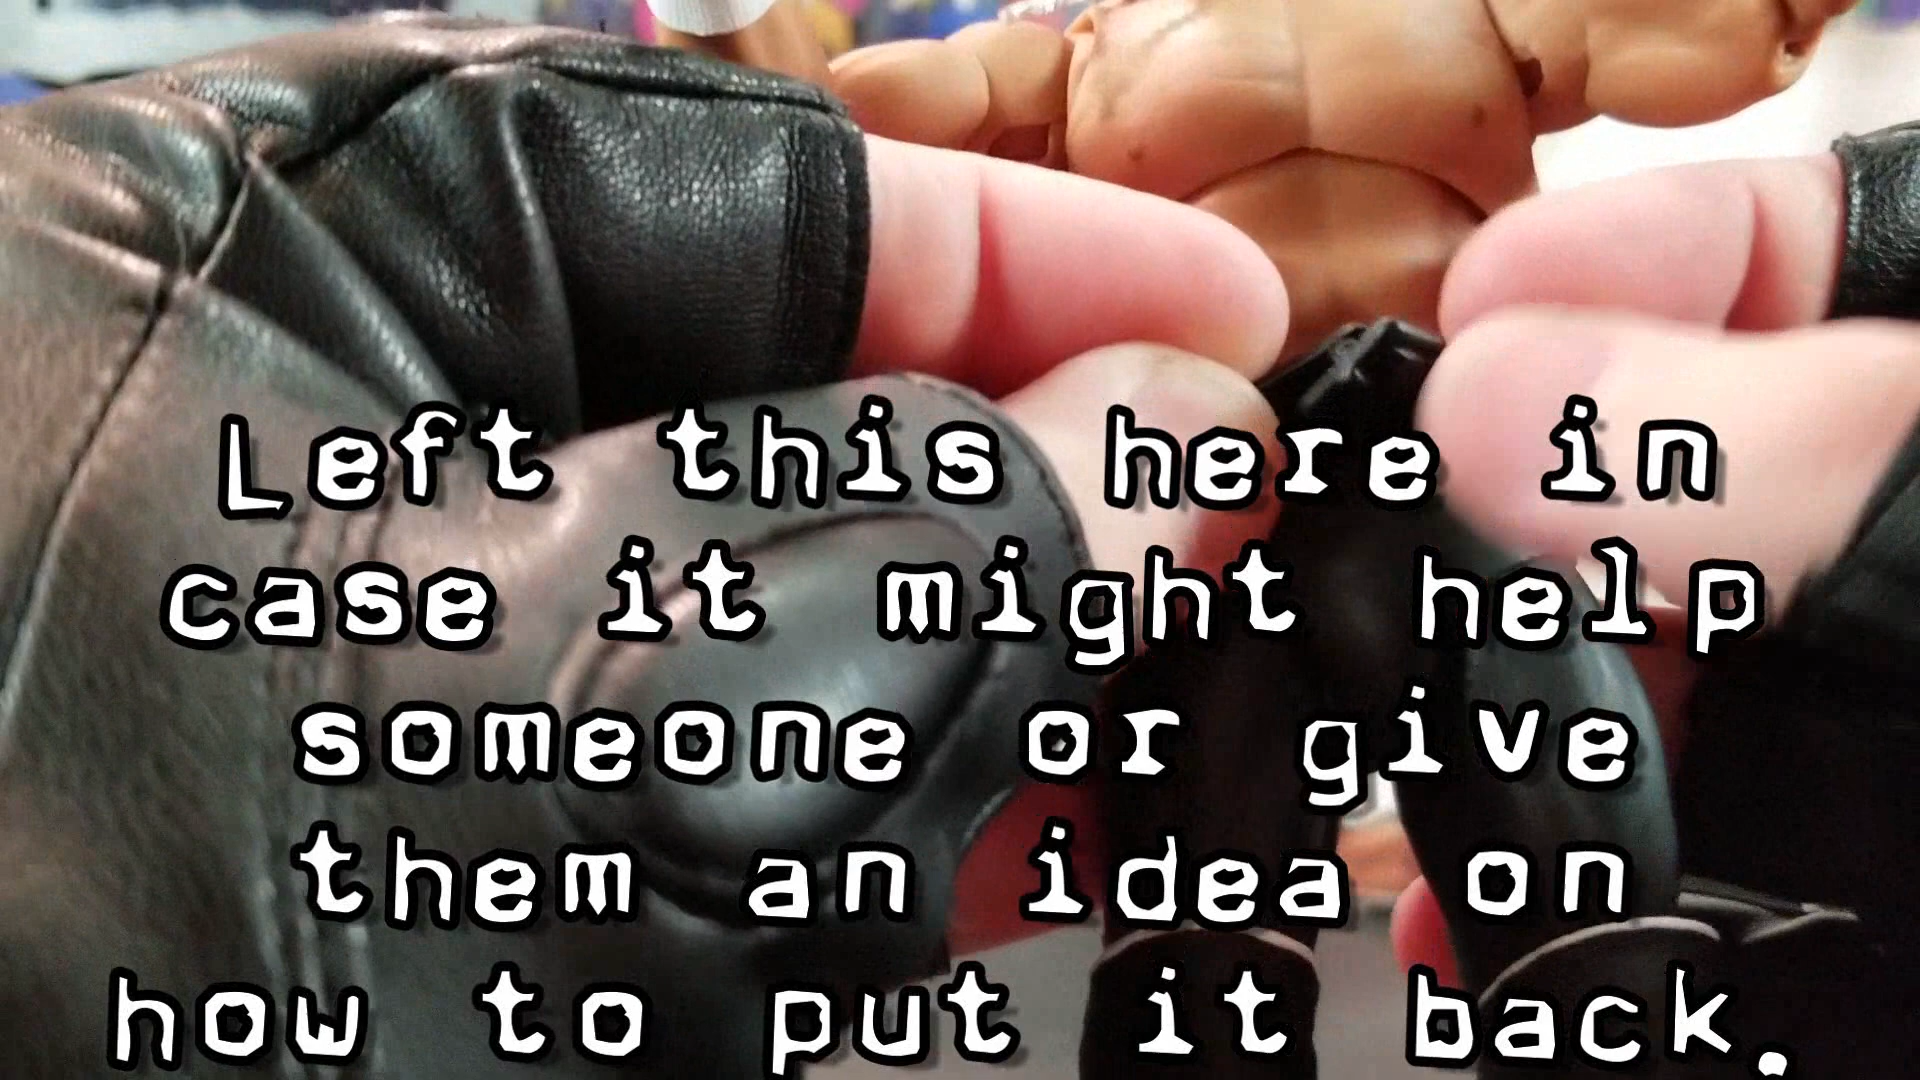 Left this here in
case it might help
someone or give
them an idea on
how to put it back.